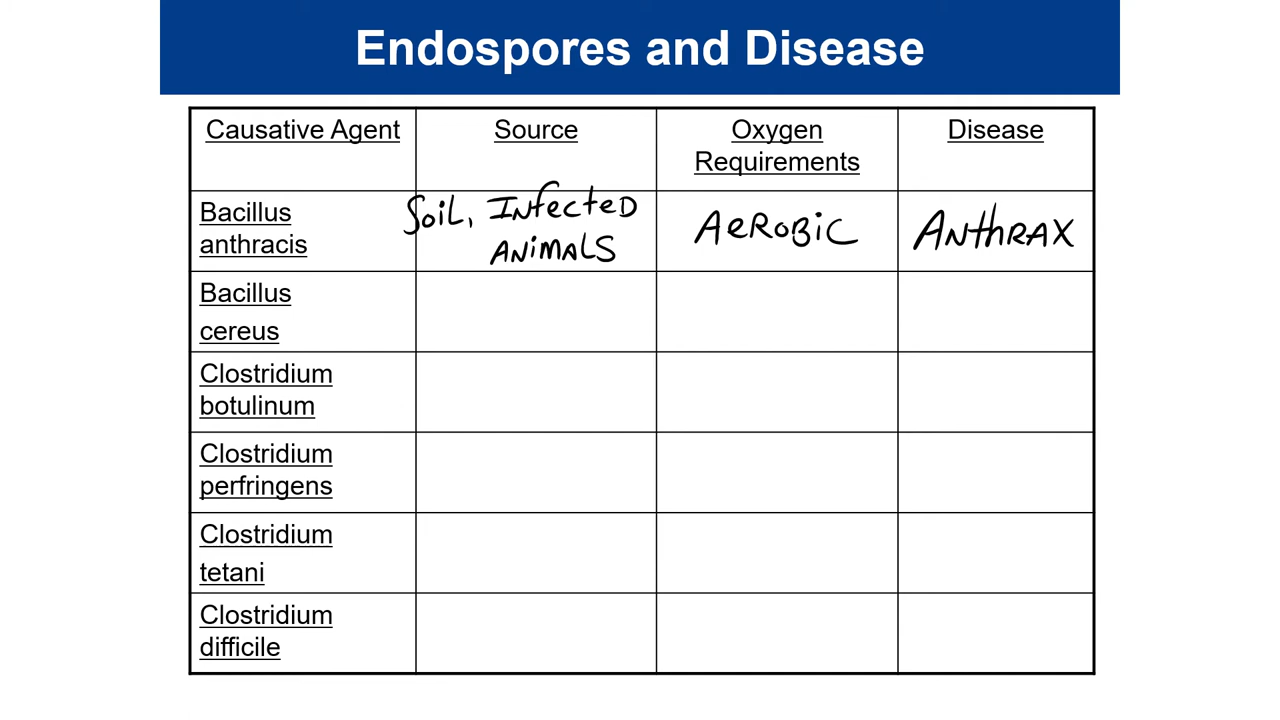 Endospores and Disease
Causative Agent
Source
Oxygen
Requirements
Disease
Bacillus
anthracis
Soil, Infected
Animals
Aerobic
Anthrax
Bacillus
cereus
Clostridium
botulinum
Clostridium
perfringens
Clostridium
tetani
Clostridium
difficile